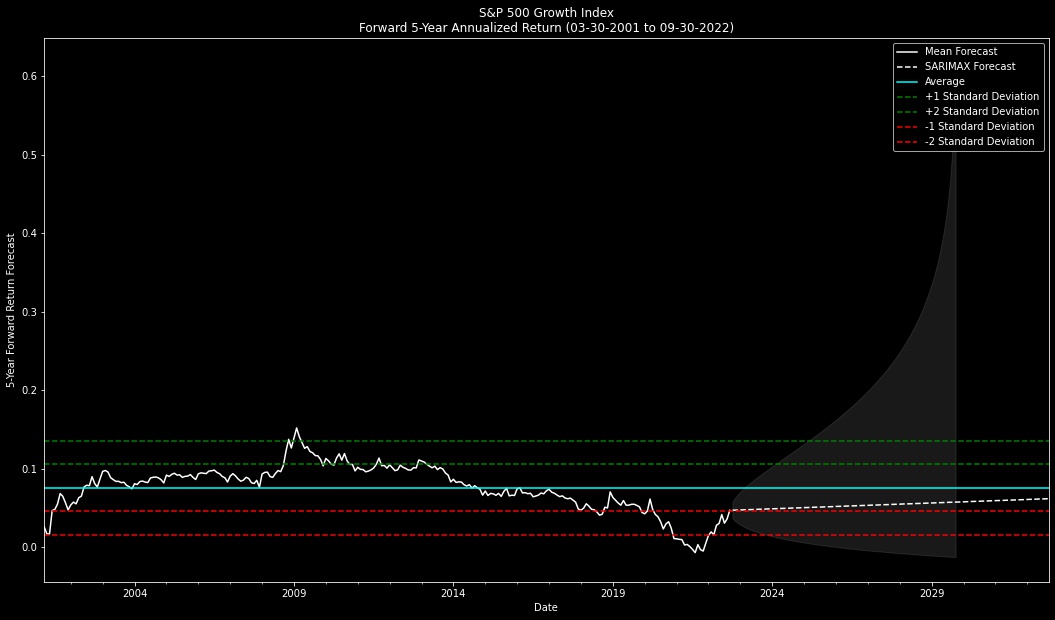 S&P 500 Growth Index
Forward 5-Year Annualized Return (03-30-2001 to 09-30-2022)
Mean Forecast
SARIMAX Forecast
Average
+1 Standard Deviation
+2 Standard Deviation
-1 Standard Deviation
-2 Standard Deviation
5-Year Forward Return Forecast
0.6
0.5
0.4
0.3
0.2
0.1
0.0
2004
2009
2014
2019
2024
2029
Date